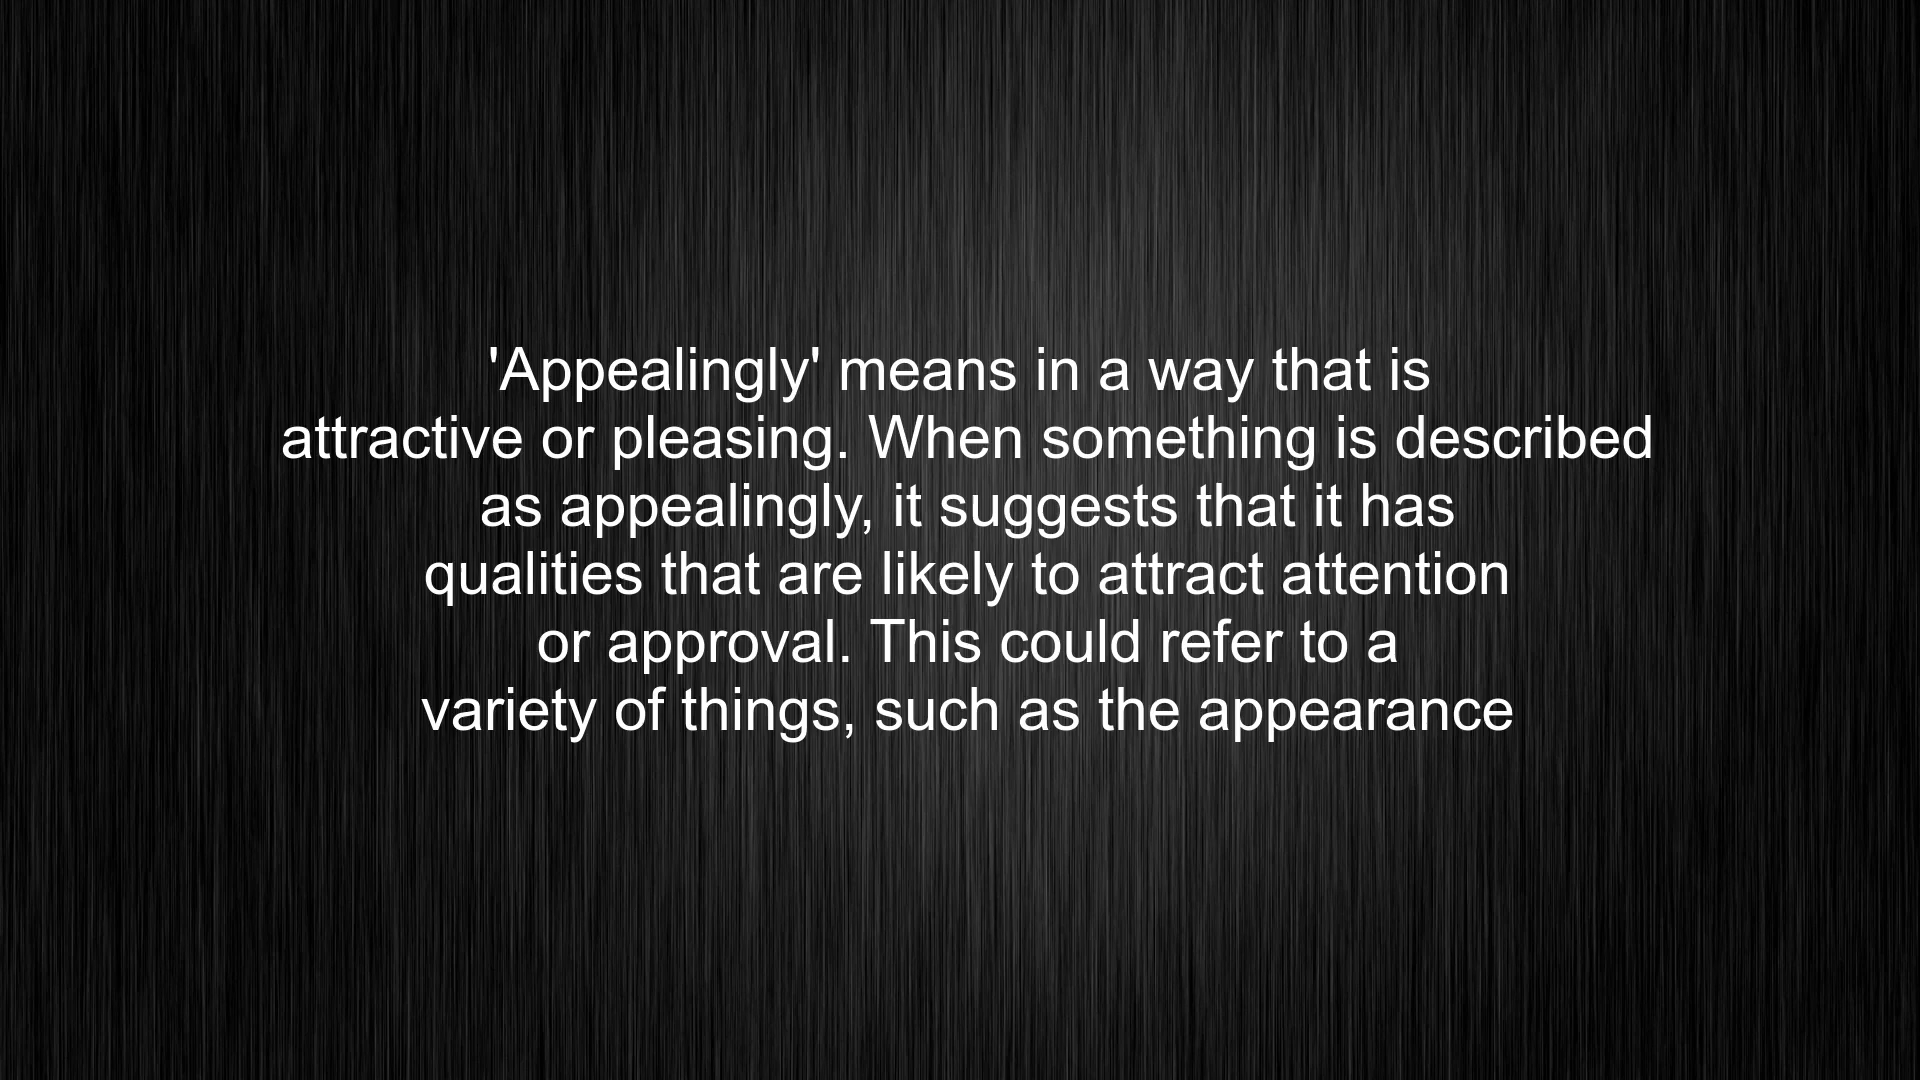 'Appealingly' means in a way that is
attractive or pleasing. When something is described
as appealingly, it suggests that it has
qualities that are likely to attract attention
or approval. This could refer to a
variety of things, such as the appearance